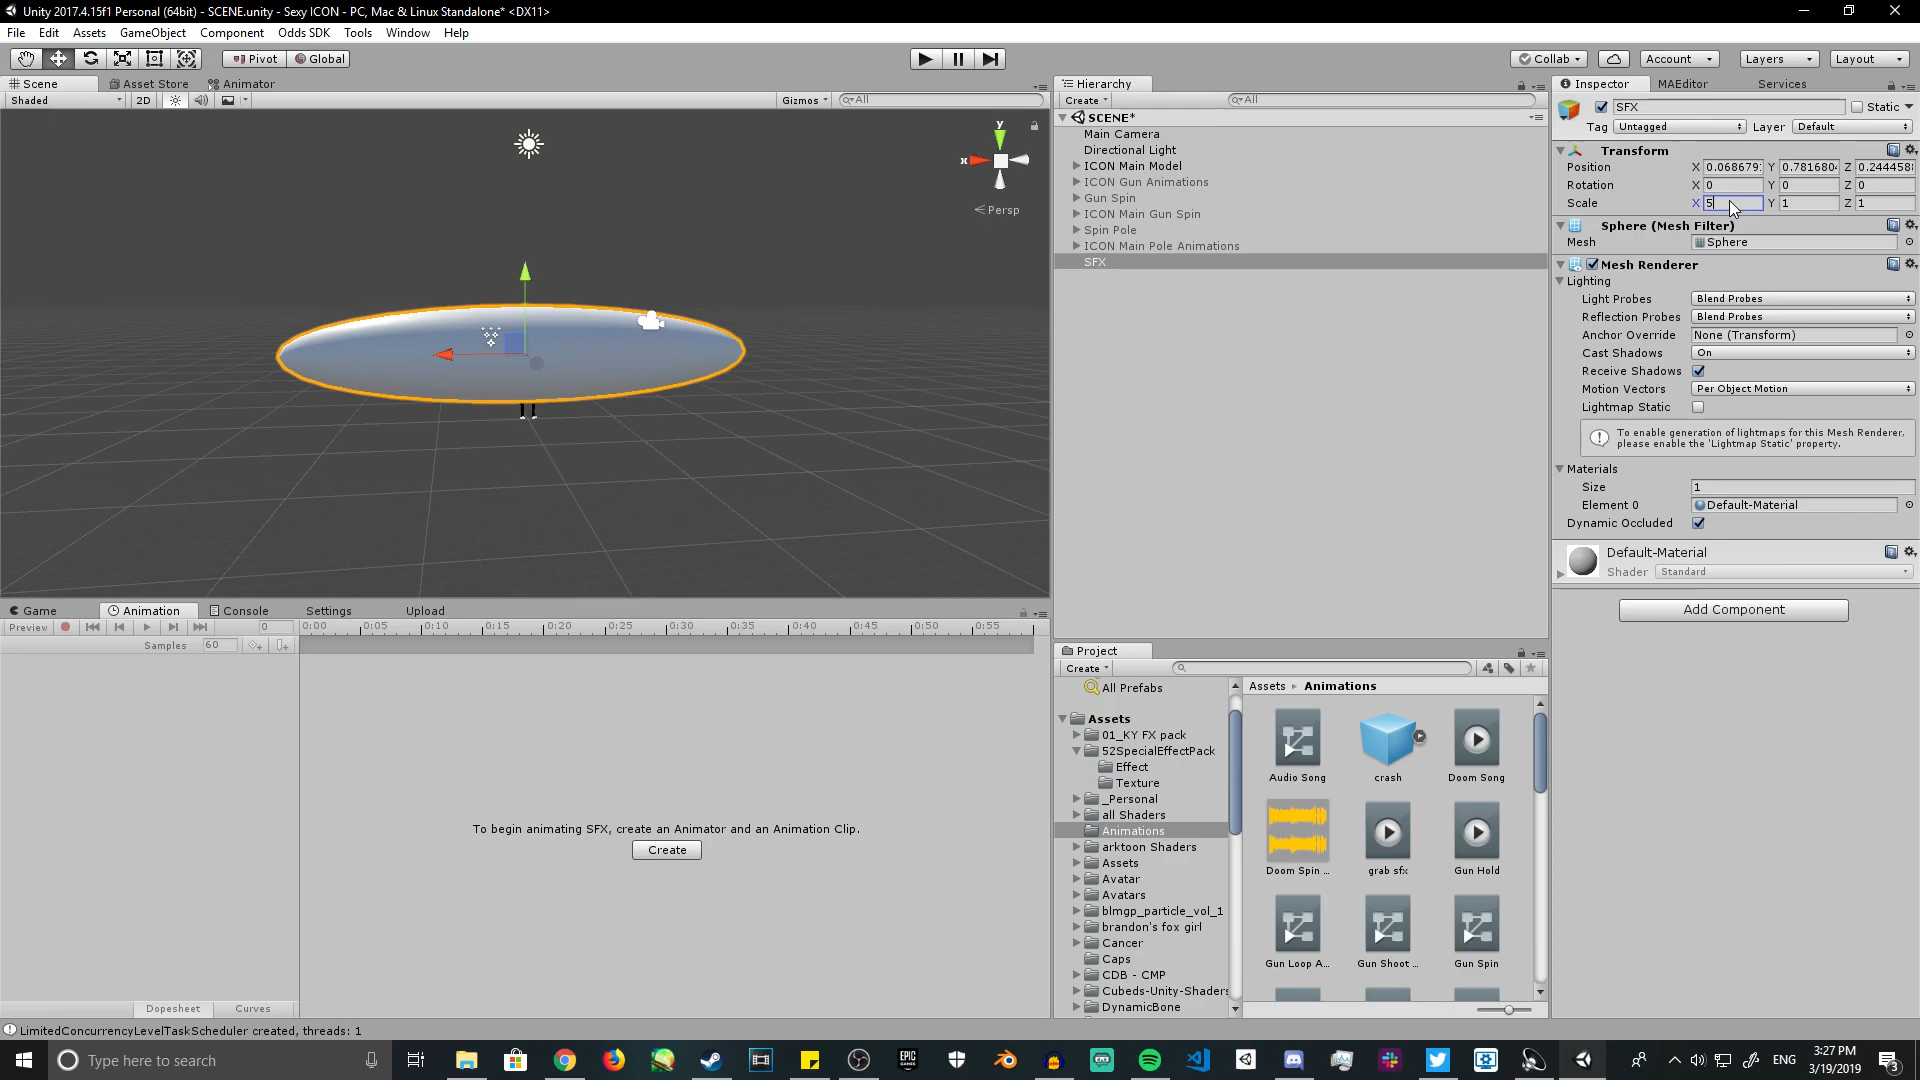 Unity 2017.4.15f1 Personal (64bit) - SCENE.unity - Sexy ICON - PC, Mac & Linux Standalone* <DX11>
File Edit Assets GameObject Component Odds SDK Tools Window Help
Pivot Global Collab Account Layers Layout
Scene Asset Store Animator
Shaded 2D Gizmos All
y
x
Persp
Hierarchy
Create All
SCENE*
Main Camera
Directional Light
ICON Main Model
ICON Gun Animations
Gun Spin
ICON Main Gun Spin
Spin Pole
ICON Main Pole Animations
SFX
Inspector MAEditor Services
SFX Static
Tag Untagged Layer Default
Transform
Position X 0.068679 Y 0.781680 Z 0.244458
Rotation X 0 Y 0 Z 0
Scale X 5 Y 1 Z 1
Sphere (Mesh Filter)
Mesh Sphere
Mesh Renderer
Lighting
Light Probes Blend Probes
Reflection Probes Blend Probes
Anchor Override None (Transform)
Cast Shadows On
Receive Shadows
Motion Vectors Per Object Motion
Lightmap Static
To enable generation of lightmaps for this Mesh Renderer,
please enable the 'Lightmap Static' property.
Materials
Size 1
Element 0 Default-Material
Dynamic Occluded
Default-Material
Shader Standard
Add Component
Game Animation Console Settings Upload
Preview 0 0:00 0:05 0:10 0:15 0:20 0:25 0:30 0:35 0:40 0:45 0:50 0:55
Samples 60
To begin animating SFX, create an Animator and an Animation Clip.
Create
Dopesheet Curves
Project
Create
All Prefabs
Assets
01_KY FX pack
52SpecialEffectPack
Effect
Texture
_Personal
all Shaders
Animations
arktoon Shaders
Assets
Avatar
Avatars
blmgp_particle_vol_1
brandon's fox girl
Cancer
Caps
CDB - CMP
Cubeds-Unity-Shaders
DynamicBone
Assets Animations
Audio Song crash Doom Song
Doom Spin ... grab sfx Gun Hold
Gun Loop A... Gun Shoot ... Gun Spin
LimitedConcurrencyLevelTaskScheduler created, threads: 1
Type here to search
EPIC GAMES
ENG
3:27 PM
3/19/2019
3